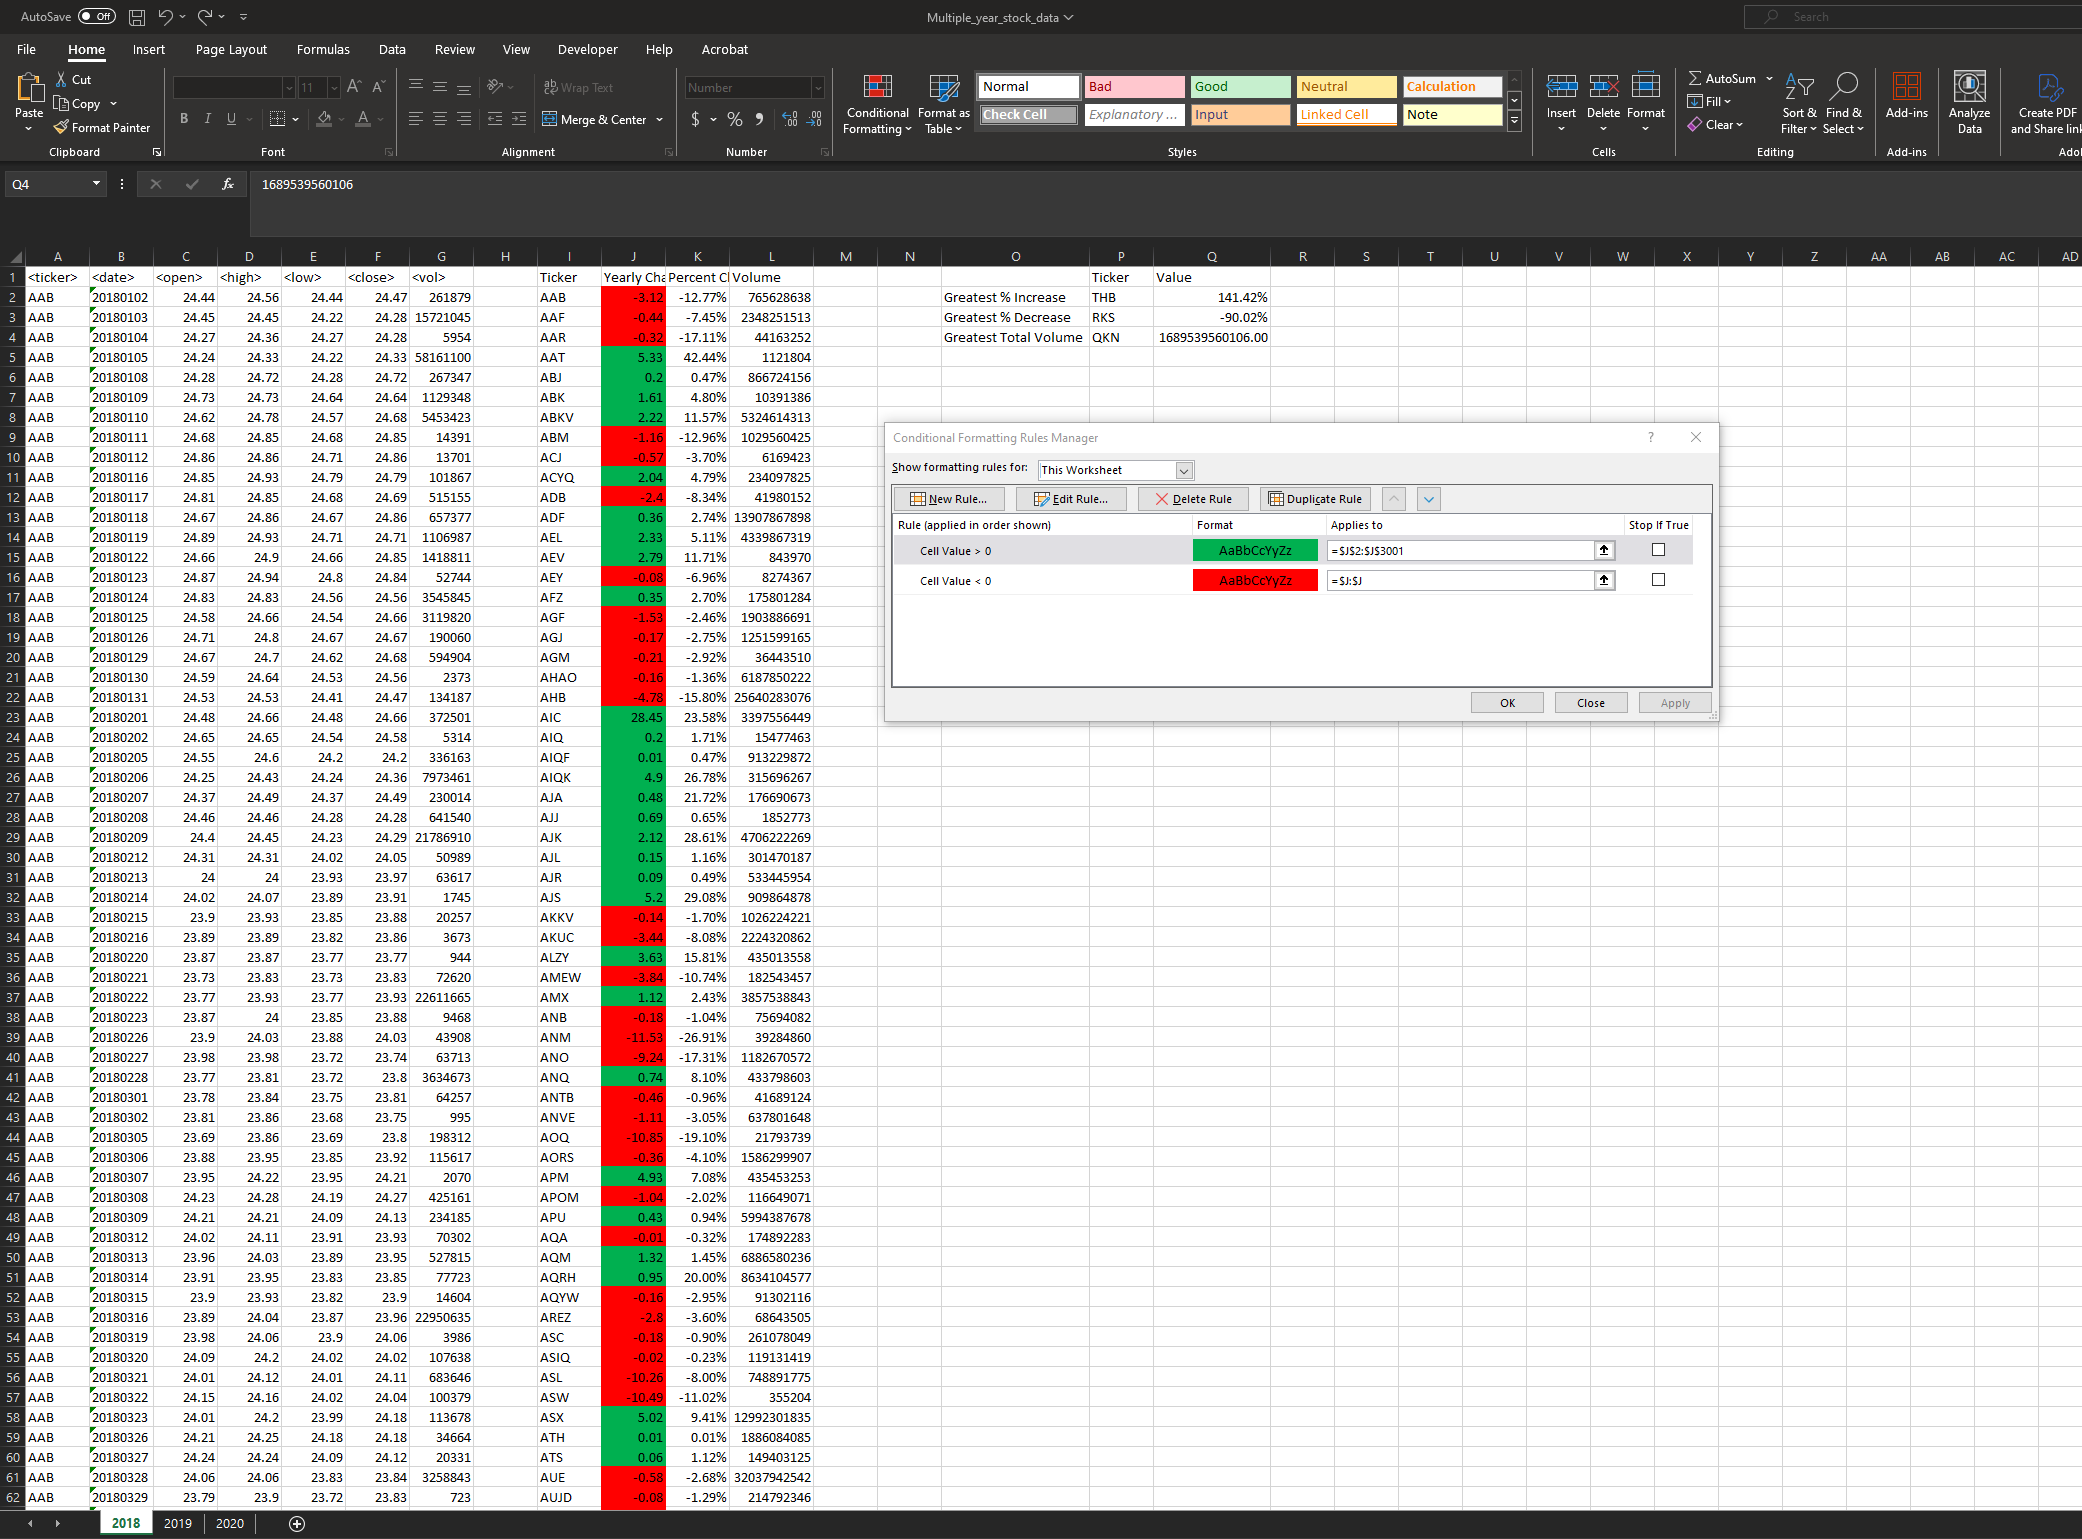 AutoSave Off Multiple_year_stock_data Search
File Home Insert Page Layout Formulas Data Review View Developer Help Acrobat
Paste Cut Copy Format Painter Clipboard
11 B I U Font
Wrap Text Merge & Center Alignment
Number $ % Number
Conditional Formatting Format as Table
Normal Bad Good Neutral Calculation
Check Cell Explanatory ... Input Linked Cell Note
Styles
Insert Delete Format Cells
AutoSum Fill Clear Sort & Filter Find & Select Editing
Add-ins Add-ins
Analyze Data
Create PDF and Share link
Q4 fx 1689539560106
A B C D E F G H I J K L M N O P Q R S T U V W X Y Z AA AB AC AD
1 <ticker> <date> <open> <high> <low> <close> <vol> Ticker Yearly Cha Percent Cl Volume Ticker Value
2 AAB 20180102 24.44 24.56 24.44 24.47 261879 AAB -3.12 -12.77% 765628638 Greatest % Increase THB 141.42%
3 AAB 20180103 24.45 24.45 24.22 24.28 15721045 AAF -0.44 -7.45% 2348251513 Greatest % Decrease RKS -90.02%
4 AAB 20180104 24.27 24.36 24.27 24.28 5954 AAR -0.32 -17.11% 44163252 Greatest Total Volume QKN 1689539560106.00
5 AAB 20180105 24.24 24.33 24.22 24.33 58161100 AAT 5.33 42.44% 1121804
6 AAB 20180108 24.28 24.72 24.28 24.72 267347 ABJ 0.2 0.47% 866724156
7 AAB 20180109 24.73 24.73 24.64 24.64 1129348 ABK 1.61 4.80% 10391386
8 AAB 20180110 24.62 24.78 24.57 24.68 5453423 ABKV 2.22 11.57% 5324614313
9 AAB 20180111 24.68 24.85 24.68 24.85 14391 ABM -1.16 -12.96% 1029560425
10 AAB 20180112 24.86 24.86 24.71 24.86 13701 ACJ -0.57 -3.70% 6169423
11 AAB 20180116 24.85 24.93 24.79 24.79 101867 ACYQ 2.04 4.79% 234097825
12 AAB 20180117 24.81 24.85 24.68 24.69 515155 ADB -2.4 -8.34% 41980152
13 AAB 20180118 24.67 24.86 24.67 24.86 657377 ADF 0.36 2.74% 13907867898
14 AAB 20180119 24.89 24.93 24.71 24.71 1106987 AEL 2.33 5.11% 4339867319
15 AAB 20180122 24.66 24.9 24.66 24.85 1418811 AEV 2.79 11.71% 843970
16 AAB 20180123 24.87 24.94 24.8 24.84 52744 AEY -0.08 -6.96% 8274367
17 AAB 20180124 24.83 24.83 24.56 24.56 3545845 AFZ 0.35 2.70% 175801284
18 AAB 20180125 24.58 24.66 24.54 24.66 3119820 AGF -1.53 -2.46% 1903886691
19 AAB 20180126 24.71 24.8 24.67 24.67 190060 AGJ -0.17 -2.75% 1251599165
20 AAB 20180129 24.67 24.7 24.62 24.68 594904 AGM -0.21 -2.92% 36443510
21 AAB 20180130 24.59 24.64 24.53 24.56 2373 AHAO -0.16 -1.36% 6187850222
22 AAB 20180131 24.53 24.53 24.41 24.47 134187 AHB -4.78 -15.80% 25640283076
23 AAB 20180201 24.48 24.66 24.48 24.66 372501 AIC 28.45 23.58% 3397556449
24 AAB 20180202 24.65 24.65 24.54 24.58 5314 AIQ 0.2 1.71% 15477463
25 AAB 20180205 24.55 24.6 24.2 24.2 336163 AIQF 0.01 0.47% 913229872
26 AAB 20180206 24.25 24.43 24.24 24.36 7973461 AIQK 4.9 26.78% 315696267
27 AAB 20180207 24.37 24.49 24.37 24.49 230014 AJA 0.48 21.72% 176690673
28 AAB 20180208 24.46 24.46 24.28 24.28 641540 AJJ 0.69 0.65% 1852773
29 AAB 20180209 24.4 24.45 24.23 24.29 21786910 AJK 2.12 28.61% 4706222269
30 AAB 20180212 24.31 24.31 24.02 24.05 50989 AJL 0.15 1.16% 301470187
31 AAB 20180213 24 24 23.93 23.97 63617 AJR 0.09 0.49% 533445954
32 AAB 20180214 24.02 24.07 23.89 23.91 1745 AJS 5.2 29.08% 909864878
33 AAB 20180215 23.9 23.93 23.85 23.88 20257 AKKV -0.14 -1.70% 1026224221
34 AAB 20180216 23.89 23.89 23.82 23.86 3673 AKUC -3.44 -8.08% 2224320862
35 AAB 20180220 23.87 23.87 23.77 23.77 944 ALZY 3.63 15.81% 435013558
36 AAB 20180221 23.73 23.83 23.73 23.83 72620 AMEW -3.84 -10.74% 182543457
37 AAB 20180222 23.77 23.93 23.77 23.93 22611665 AMX 1.12 2.43% 3857538843
38 AAB 20180223 23.87 24 23.85 23.88 9468 ANB -0.18 -1.04% 75694082
39 AAB 20180226 23.9 24.03 23.88 24.03 43908 ANM -11.53 -26.91% 39284860
40 AAB 20180227 23.98 23.98 23.72 23.74 63713 ANO -9.24 -17.31% 1182670572
41 AAB 20180228 23.77 23.81 23.72 23.8 3634673 ANQ 0.74 8.10% 433798603
42 AAB 20180301 23.78 23.84 23.75 23.81 64257 ANTB -0.46 -0.96% 41689124
43 AAB 20180302 23.81 23.86 23.68 23.75 995 ANVE -1.11 -3.05% 637801648
44 AAB 20180305 23.69 23.86 23.69 23.8 198312 AOQ -10.85 -19.10% 21793739
45 AAB 20180306 23.88 23.95 23.85 23.92 115617 AORS -0.36 -4.10% 1586299907
46 AAB 20180307 23.95 24.22 23.95 24.21 2070 APM 4.93 7.08% 435453253
47 AAB 20180308 24.23 24.28 24.19 24.27 425161 APOM -1.04 -2.02% 116649071
48 AAB 20180309 24.21 24.21 24.09 24.13 234185 APU 0.43 0.94% 5994387678
49 AAB 20180312 24.02 24.11 23.91 23.93 70302 AQA -0.01 -0.32% 174892283
50 AAB 20180313 23.96 24.03 23.89 23.95 527815 AQM 1.32 1.45% 6886580236
51 AAB 20180314 23.91 23.95 23.83 23.85 77723 AQRH 0.95 20.00% 8634104577
52 AAB 20180315 23.9 23.93 23.82 23.9 14604 AQYW -0.16 -2.95% 91302116
53 AAB 20180316 23.89 24.04 23.87 23.96 22950635 AREZ -2.8 -3.60% 68643505
54 AAB 20180319 23.98 24.06 23.9 24.06 3986 ASC -0.18 -0.90% 261078049
55 AAB 20180320 24.09 24.2 24.02 24.02 107638 ASIQ -0.02 -0.23% 119131419
56 AAB 20180321 24.01 24.12 24.01 24.11 683646 ASL -10.26 -8.00% 748891775
57 AAB 20180322 24.15 24.16 24.02 24.04 100379 ASW -10.49 -11.02% 355204
58 AAB 20180323 24.01 24.2 23.99 24.18 113678 ASX 5.02 9.41% 12992301835
59 AAB 20180326 24.21 24.25 24.18 24.18 34664 ATH 0.01 0.01% 1886084085
60 AAB 20180327 24.24 24.24 24.09 24.12 20331 ATS 0.06 1.12% 149403125
61 AAB 20180328 24.06 24.06 23.83 23.84 3258843 AUE -0.58 -2.68% 32037942542
62 AAB 20180329 23.79 23.9 23.72 23.83 723 AUJD -0.08 -1.29% 214792346
Conditional Formatting Rules Manager ?
Show formatting rules for: This Worksheet
New Rule... Edit Rule... Delete Rule Duplicate Rule
Rule (applied in order shown) Format Applies to Stop If True
Cell Value > 0 AaBbCcYyZz =$J$2:$J$3001
Cell Value < 0 AaBbCcYyZz =$J:$J
OK Close Apply
2018 2019 2020